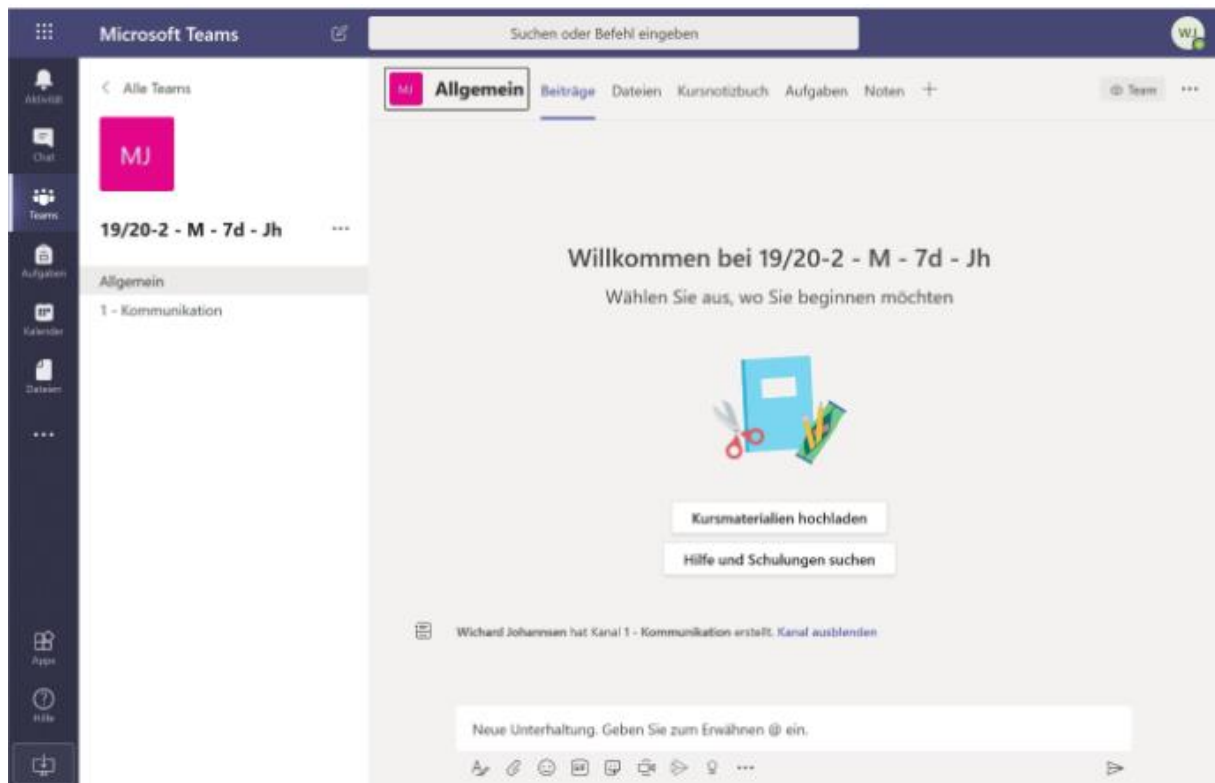 Microsoft Teams
Suchen oder Befehl eingeben
WJ
Aktivität
Chat
Teams
Aufgaben
Kalender
Dateien
Apps
Hilfe
Alle Teams
MJ
19/20-2 - M - 7d - Jh
Allgemein
1 - Kommunikation
MJ Allgemein Beiträge Dateien Kursnotizbuch Aufgaben Noten + Team
Willkommen bei 19/20-2 - M - 7d - Jh
Wählen Sie aus, wo Sie beginnen möchten
Kursmaterialien hochladen
Hilfe und Schulungen suchen
Wichard Johannsen hat Kanal 1 - Kommunikation erstellt. Kanal ausblenden
Neue Unterhaltung. Geben Sie zum Erwähnen @ ein.